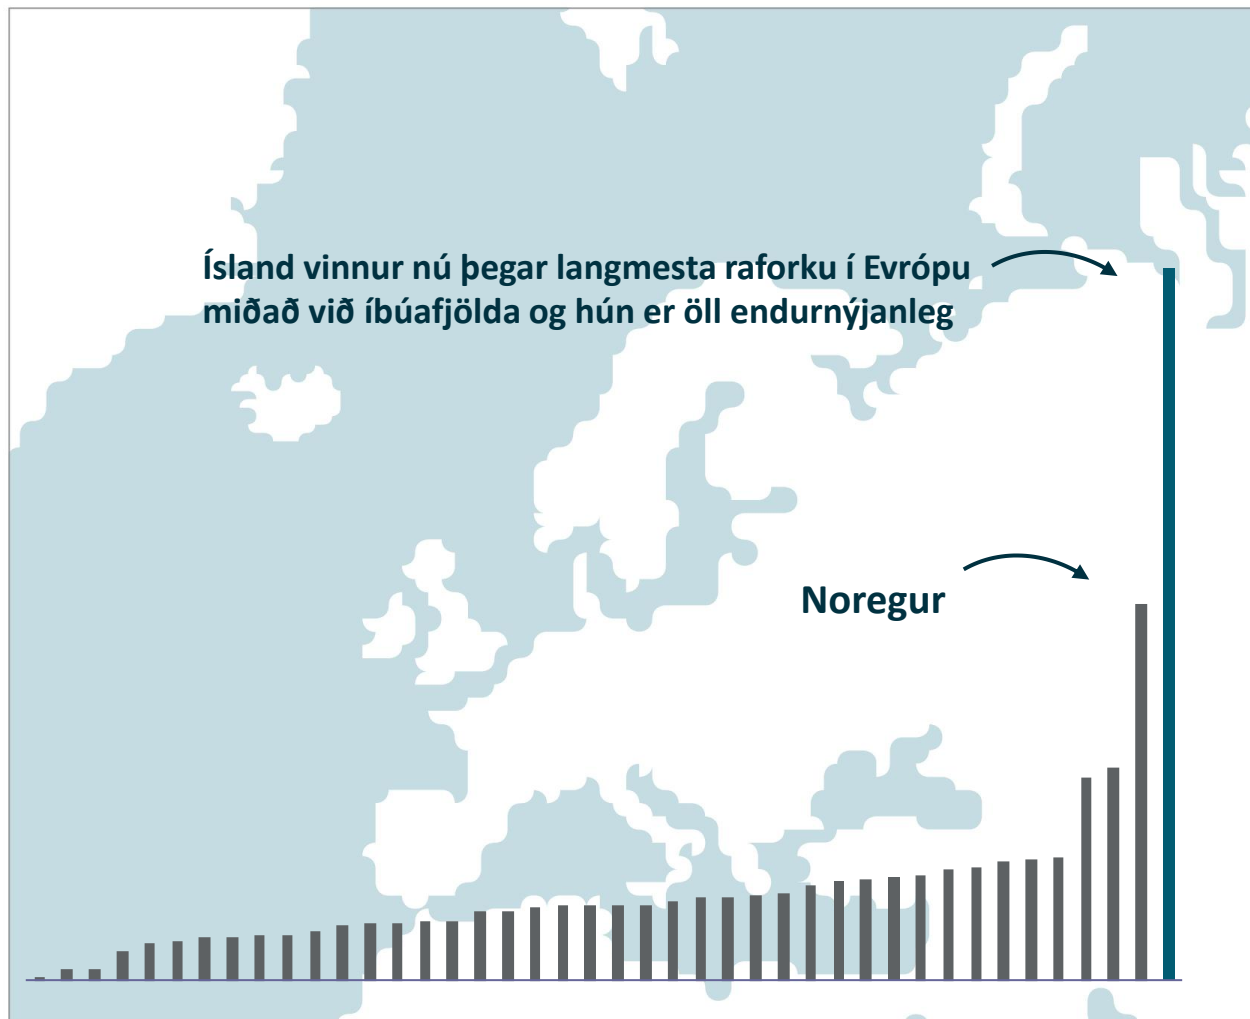 Ísland vinnur nú þegar langmesta raforku í Evrópu
miðað við íbúafjölda og hún er öll endurnýjanleg
Noregur